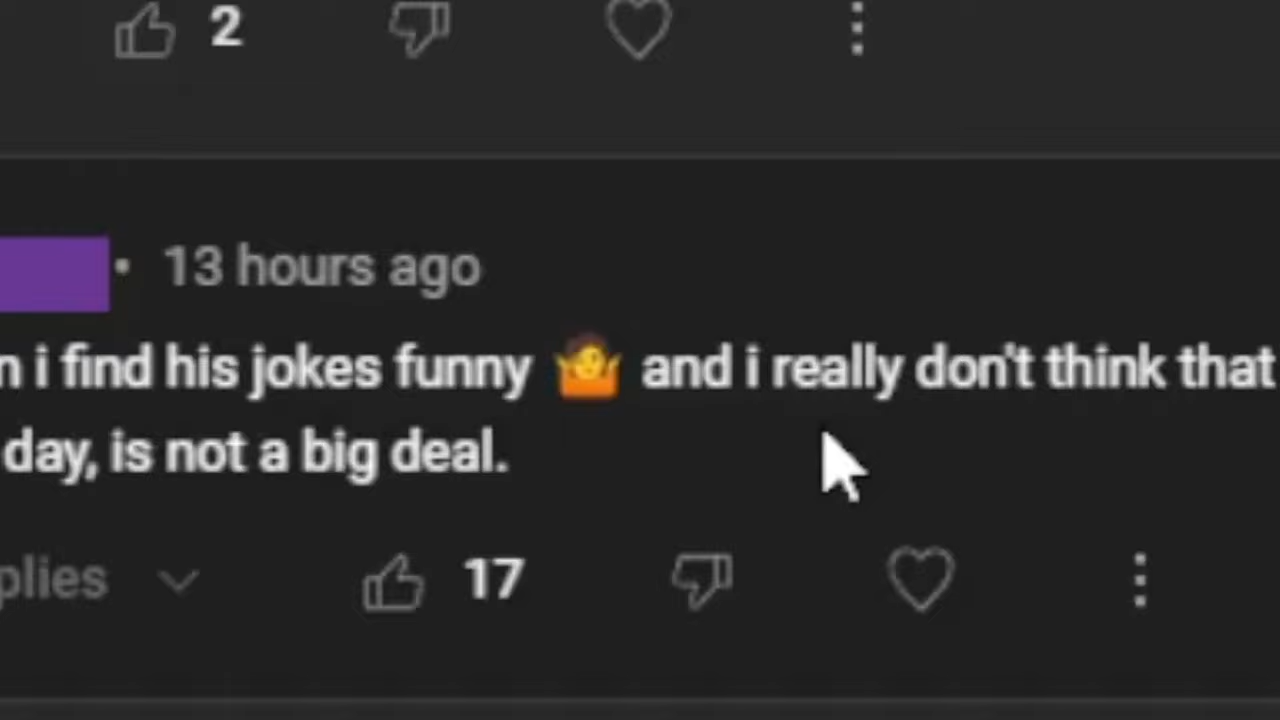 2
• 13 hours ago
i find his jokes funny 🤷 and i really don't think that
day, is not a big deal.
17